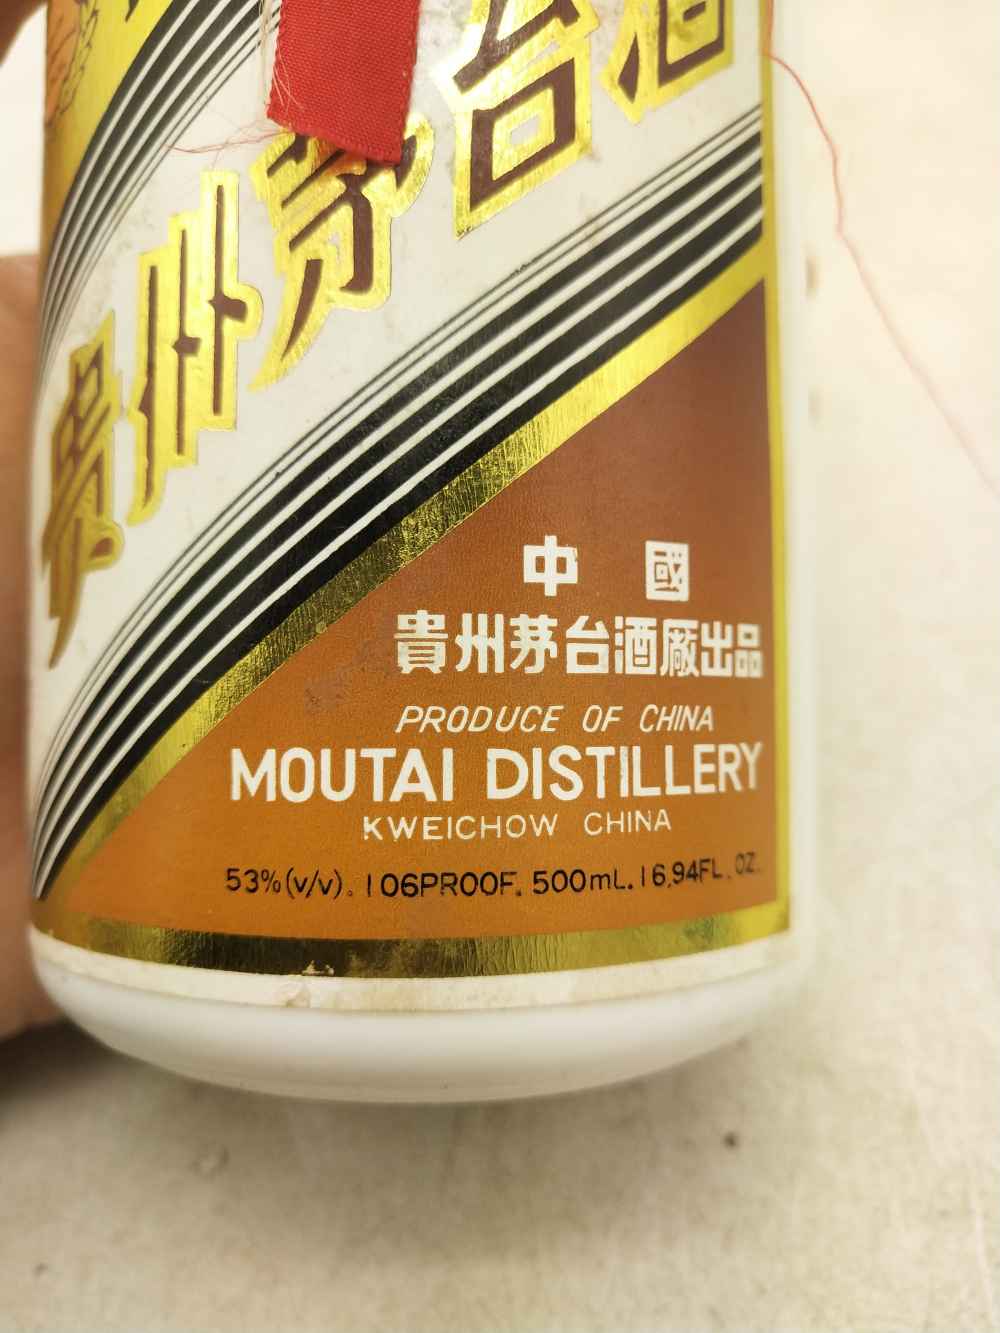 貴州茅台酒
中國
貴州茅台酒廠出品
PRODUCE OF CHINA
MOUTAI DISTILLERY
KWEICHOW CHINA
53%(v/v). 106PROOF. 500mL. 16.94FL. OZ.